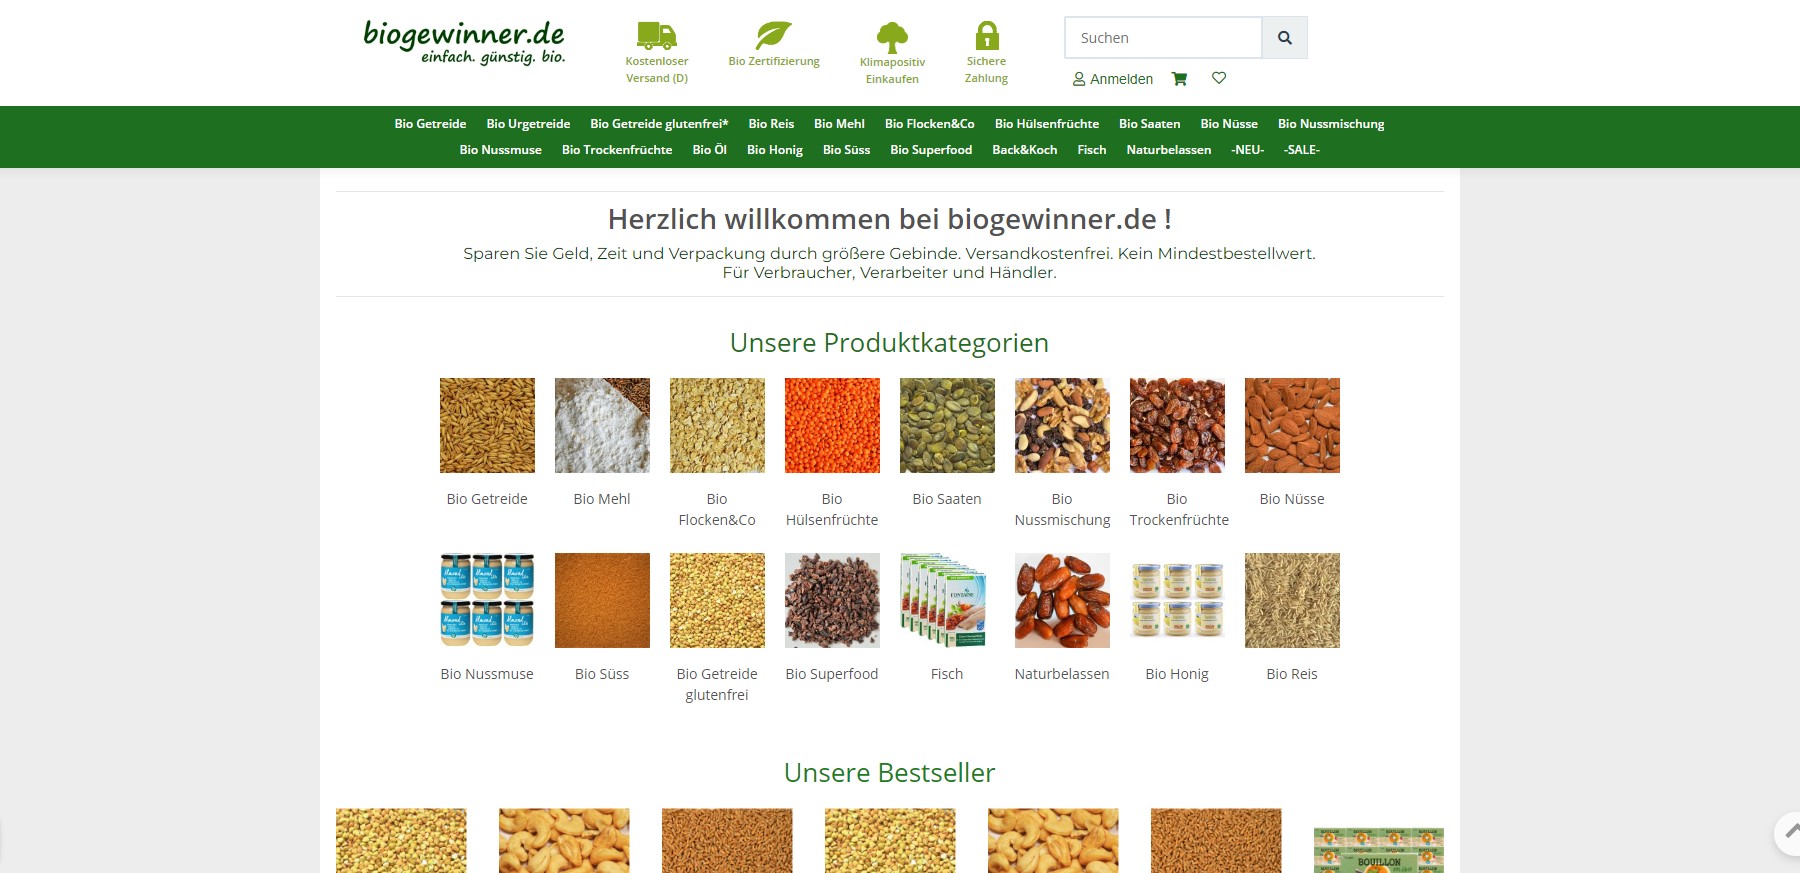 biogewinner.de
einfach. günstig. bio.
Kostenloser
Versand (D)
Bio Zertifizierung
Klimapositiv
Einkaufen
Sichere
Zahlung
Suchen
Anmelden
Bio Getreide Bio Urgetreide Bio Getreide glutenfrei* Bio Reis Bio Mehl Bio Flocken&Co Bio Hülsenfrüchte Bio Saaten Bio Nüsse Bio Nussmischung
Bio Nussmuse Bio Trockenfrüchte Bio Öl Bio Honig Bio Süss Bio Superfood Back&Koch Fisch Naturbelassen -NEU- -SALE-
Herzlich willkommen bei biogewinner.de !
Sparen Sie Geld, Zeit und Verpackung durch größere Gebinde. Versandkostenfrei. Kein Mindestbestellwert.
Für Verbraucher, Verarbeiter und Händler.
Unsere Produktkategorien
Bio Getreide
Bio Mehl
Bio
Flocken&Co
Bio
Hülsenfrüchte
Bio Saaten
Bio
Nussmischung
Bio
Trockenfrüchte
Bio Nüsse
Bio Nussmuse
Bio Süss
Bio Getreide
glutenfrei
Bio Superfood
Fisch
Naturbelassen
Bio Honig
Bio Reis
Unsere Bestseller
BOUILLON